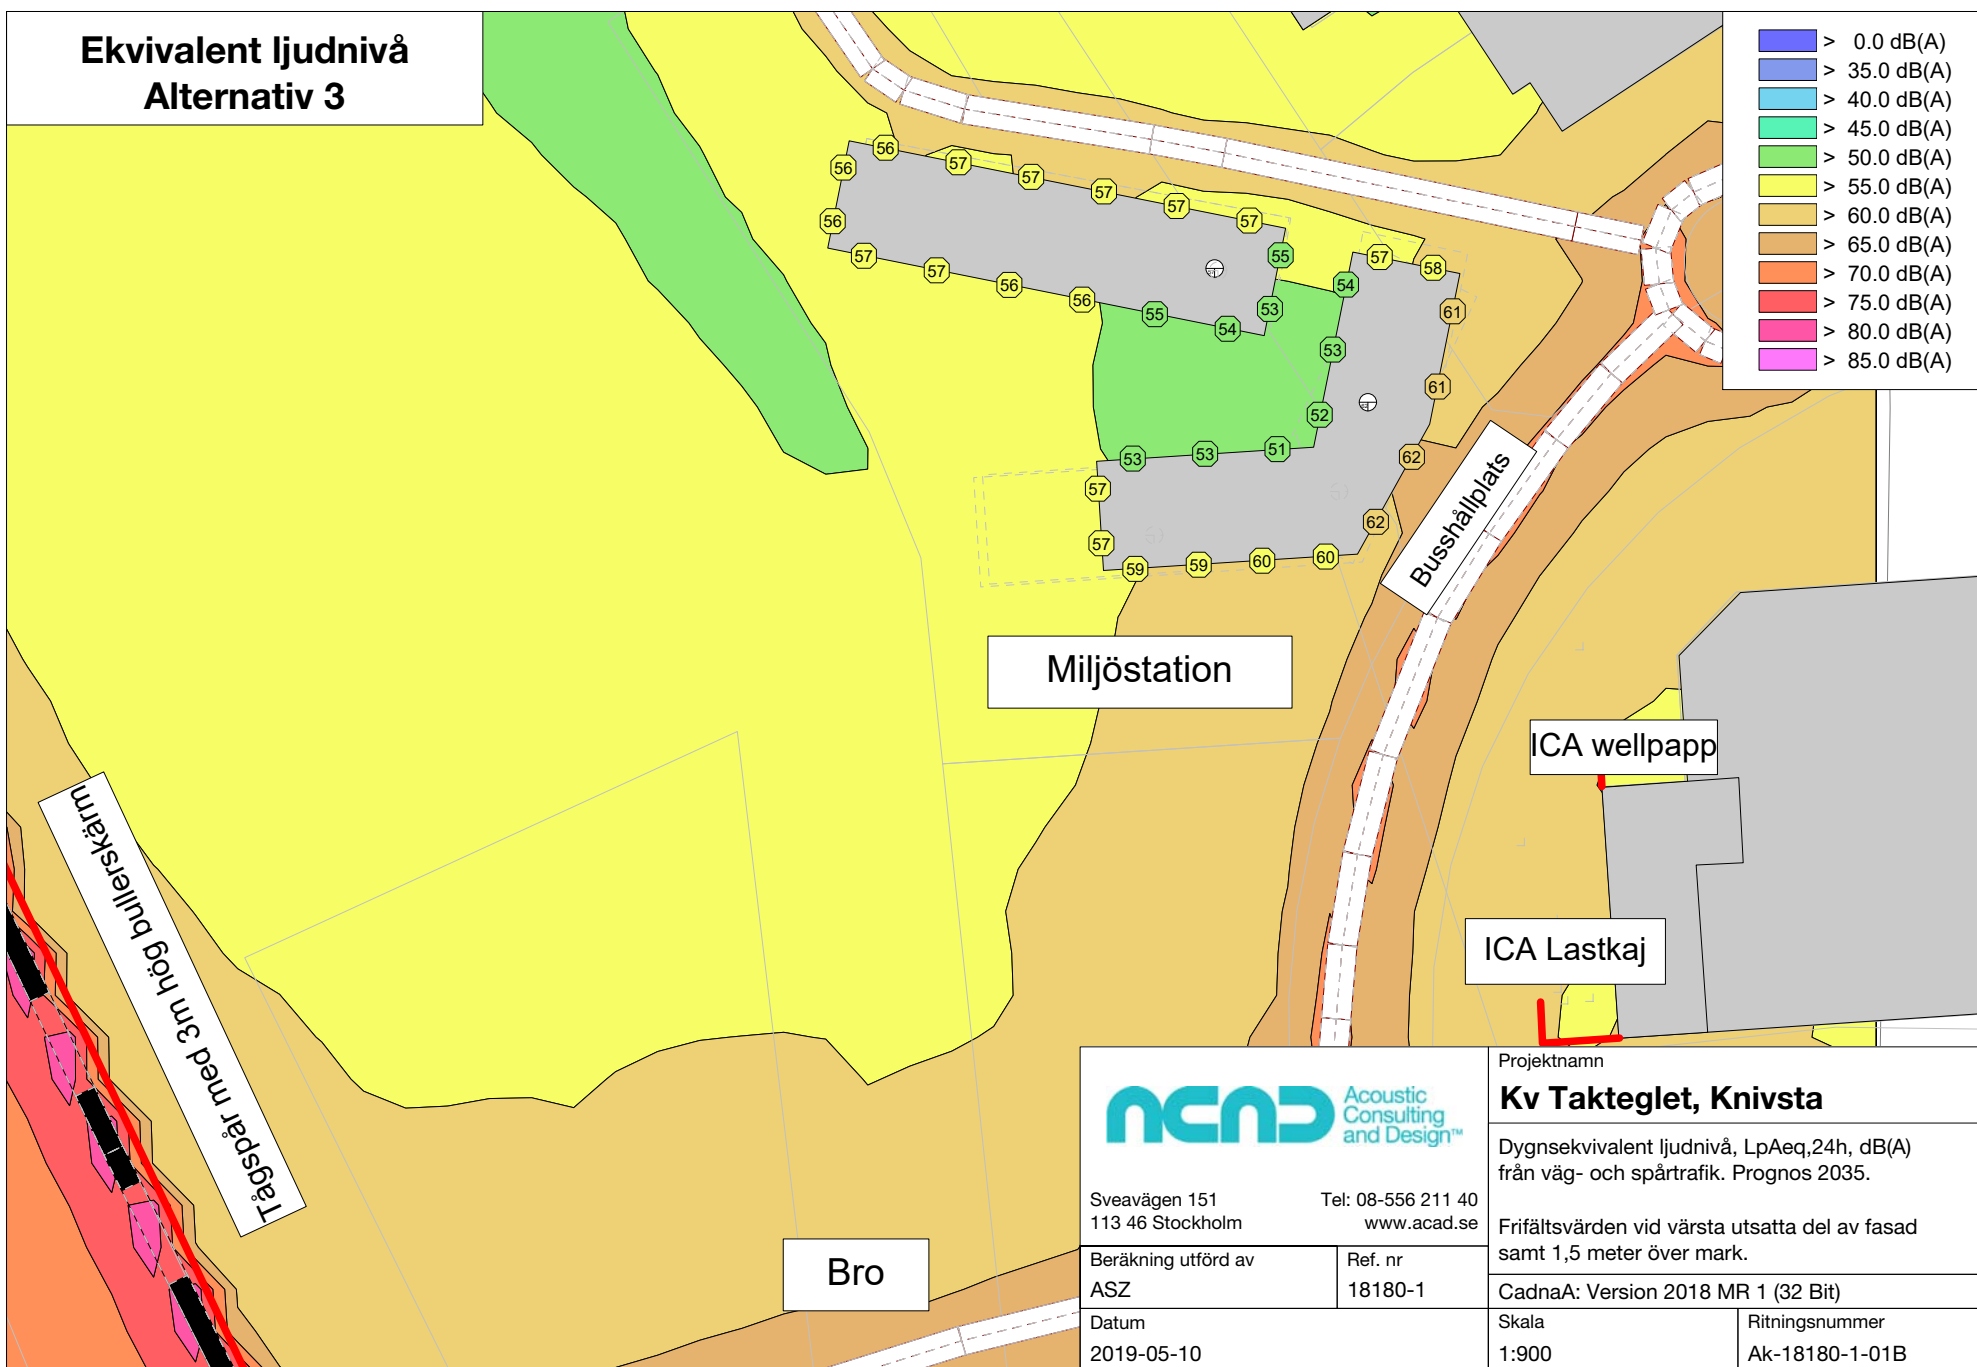 Ekvivalent ljudnivå
Alternativ 3
> 0.0 dB(A)
> 35.0 dB(A)
> 40.0 dB(A)
> 45.0 dB(A)
> 50.0 dB(A)
> 55.0 dB(A)
> 60.0 dB(A)
> 65.0 dB(A)
> 70.0 dB(A)
> 75.0 dB(A)
> 80.0 dB(A)
> 85.0 dB(A)
56
56
57
57
57
57
57
56
57
57
56
56
55
54
53
55
57
58
54
61
53
61
52
51
53
53
62
57
62
57
59
59
60
60
Busshållplats
Miljöstation
ICA wellpapp
ICA Lastkaj
Tågspår med 3m hög bullerskärm
Bro
ACAD
Acoustic
Consulting
and Design™
Sveavägen 151
113 46 Stockholm
Tel: 08-556 211 40
www.acad.se
Beräkning utförd av
ASZ
Ref. nr
18180-1
Datum
2019-05-10
Projektnamn
Kv Takteglet, Knivsta
Dygnsekvivalent ljudnivå, LpAeq,24h, dB(A)
från väg- och spårtrafik. Prognos 2035.
Frifältsvärden vid värsta utsatta del av fasad
samt 1,5 meter över mark.
CadnaA: Version 2018 MR 1 (32 Bit)
Skala
1:900
Ritningsnummer
Ak-18180-1-01B